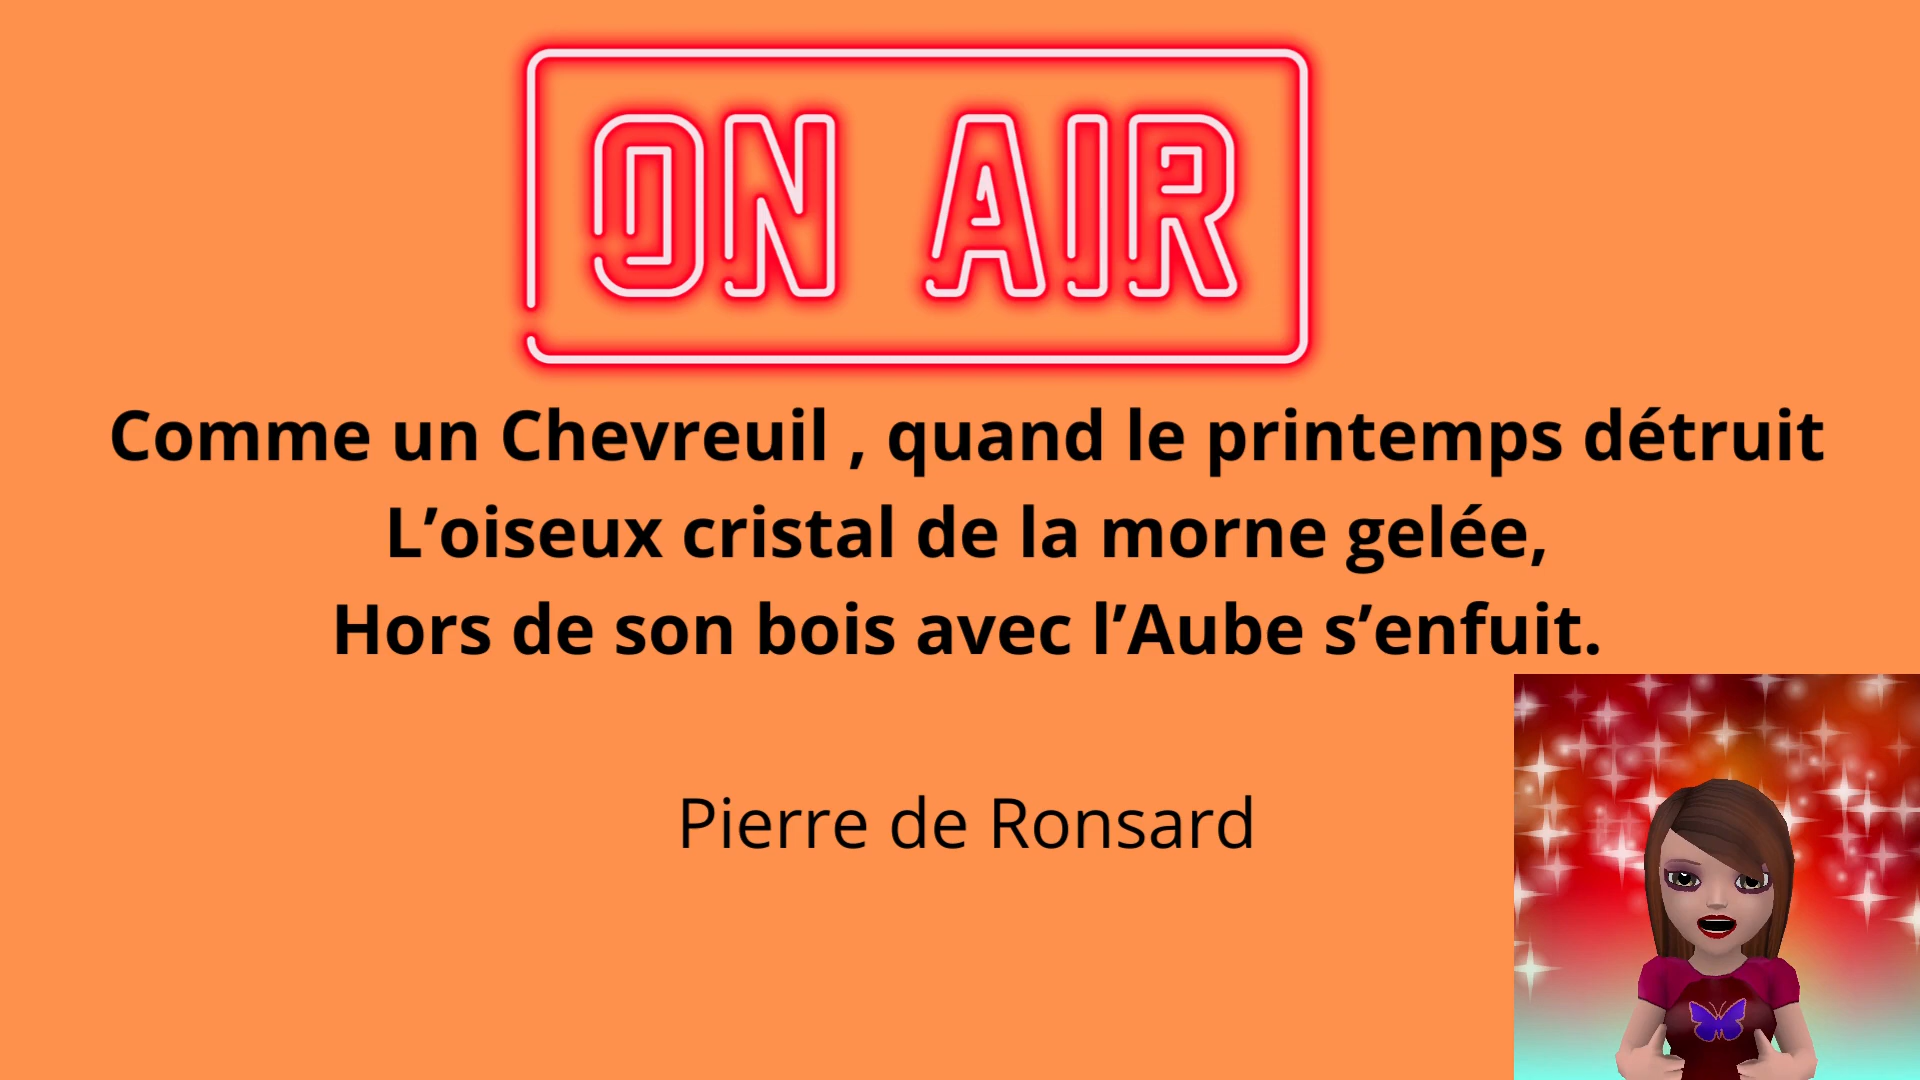 ON AIR
Comme un Chevreuil , quand le printemps détruit
L’oiseux cristal de la morne gelée,
Hors de son bois avec l’Aube s’enfuit.
Pierre de Ronsard